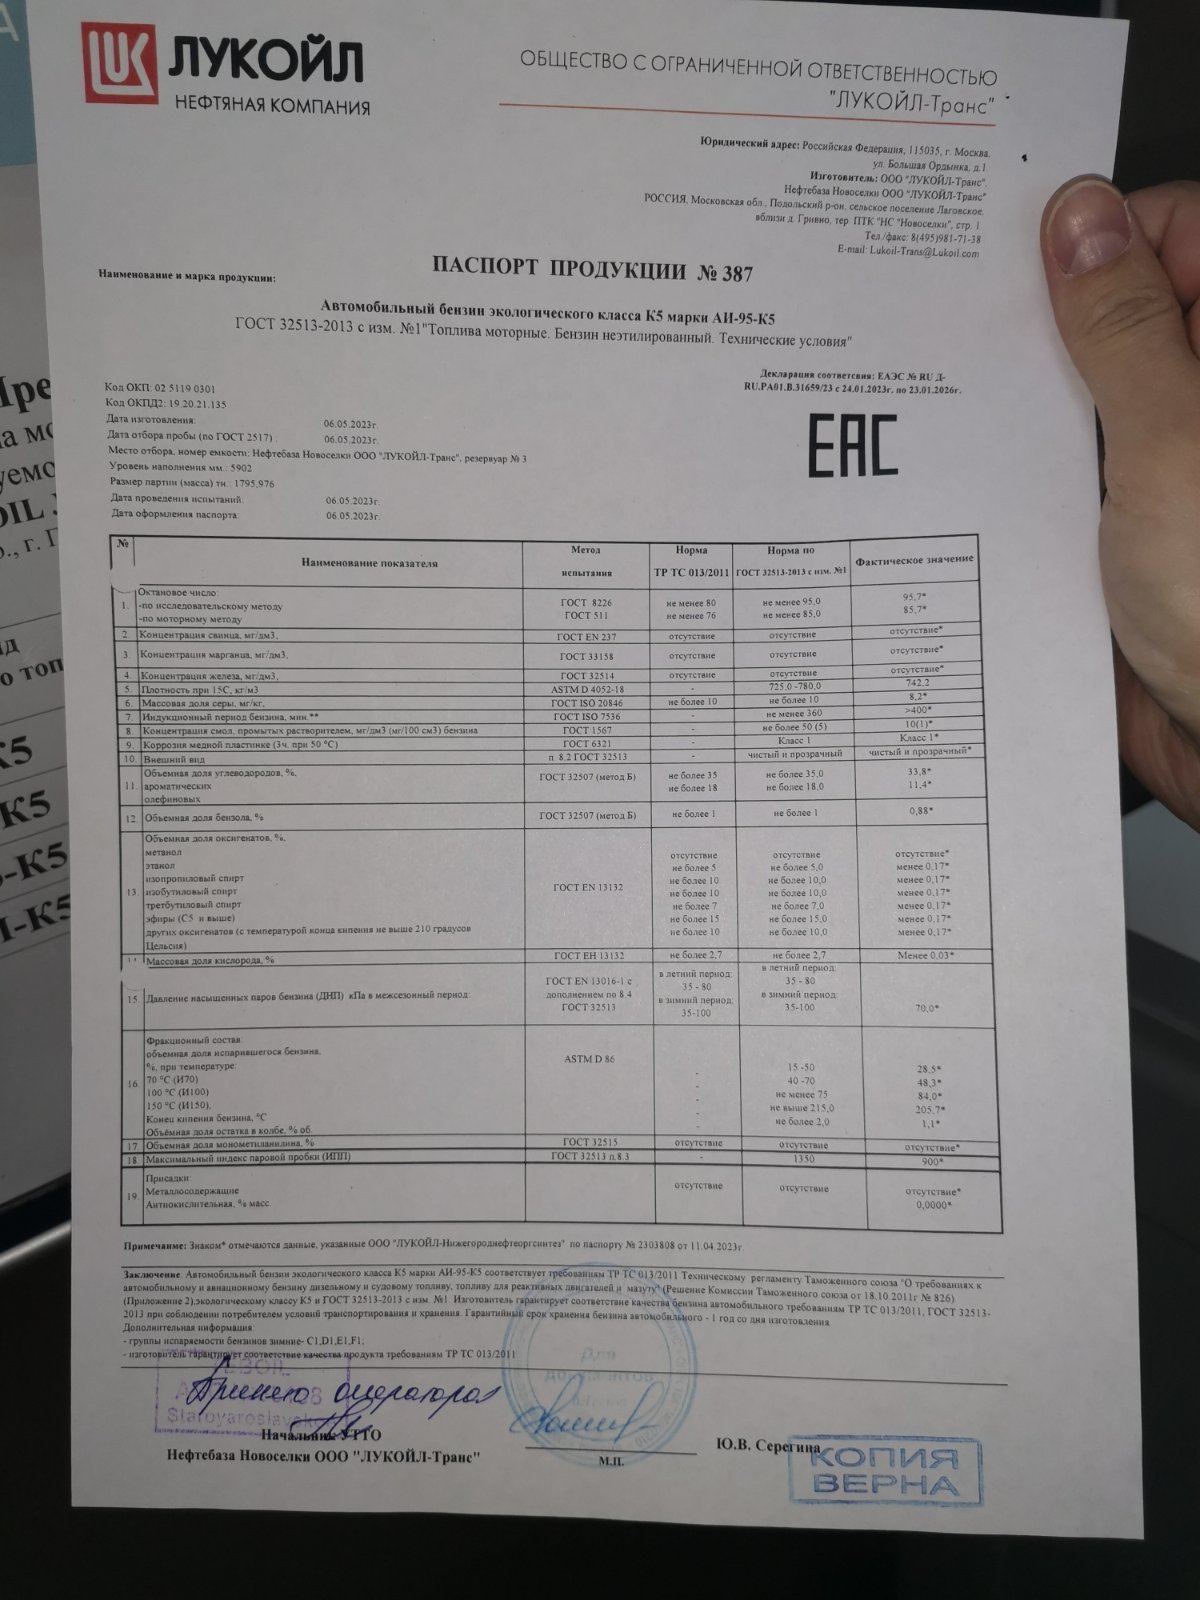 ЛУКОЙЛ
НЕФТЯНАЯ КОМПАНИЯ
ОБЩЕСТВО С ОГРАНИЧЕННОЙ ОТВЕТСТВЕННОСТЬЮ
"ЛУКОЙЛ-Транс"
Юридический адрес: Российская Федерация, 115035, г. Москва,
ул. Большая Ордынка, д.1.
Изготовитель: ООО "ЛУКОЙЛ-Транс",
Нефтебаза Новоселки ООО "ЛУКОЙЛ-Транс"
РОССИЯ, Московская обл., Подольский р-он, сельское поселение Лаговское,
вблизи д. Гривно, тер. ПТК "НС "Новоселки", стр. 1
Тел./факс: 8(495)981-71-38
E-mail: Lukoil-Trans@Lukoil.com
ПАСПОРТ ПРОДУКЦИИ № 387
Наименование и марка продукции:
Автомобильный бензин экологического класса К5 марки АИ-95-К5
ГОСТ 32513-2013 с изм. №1"Топлива моторные. Бензин неэтилированный. Технические условия"
Декларация соответсвия: ЕАЭС № RU Д-
RU.РА01.В.31659/23 с 24.01.2023г. по 23.01.2026г.
EAC
Код ОКП: 02 5119 0301
Код ОКПД2: 19.20.21.135
Дата изготовления: 06.05.2023г.
Дата отбора пробы (по ГОСТ 2517) : 06.05.2023г.
Место отбора, номер емкости: Нефтебаза Новоселки ООО "ЛУКОЙЛ-Транс", резервуар № 3
Уровень наполнения мм.: 5902
Размер партии (масса) тн.: 1795,976
Дата проведения испытаний: 06.05.2023г.
Дата оформления паспорта: 06.05.2023г.
№ Наименование показателя Метод испытания Норма ТР ТС 013/2011 Норма по ГОСТ 32513-2013 с изм. №1 Фактическое значение
1. Октановое число:
-по исследовательскому методу ГОСТ 8226 не менее 80 не менее 95,0 95,7*
-по моторному методу ГОСТ 511 не менее 76 не менее 85,0 85,7*
2. Концентрация свинца, мг/дм3, ГОСТ EN 237 отсутствие отсутствие отсутствие*
3. Концентрация марганца, мг/дм3, ГОСТ 33158 отсутствие отсутствие отсутствие*
4. Концентрация железа, мг/дм3, ГОСТ 32514 отсутствие отсутствие отсутствие*
5. Плотность при 15С, кг/м3 ASTM D 4052-18 - 725,0 -780,0 742,2
6. Массовая доля серы, мг/кг, ГОСТ ISO 20846 не более 10 не более 10 8,2*
7. Индукционный период бензина, мин.** ГОСТ ISO 7536 - не менее 360 >400*
8 Концентрация смол, промытых растворителем, мг/дм3 (мг/100 см3) бензина ГОСТ 1567 - не более 50 (5) 10(1)*
9. Коррозия медной пластинке (3ч. при 50 °С) ГОСТ 6321 - Класс 1 Класс 1*
10. Внешний вид п. 8.2 ГОСТ 32513 - чистый и прозрачный чистый и прозрачный*
11. Объемная доля углеводородов, %, ГОСТ 32507 (метод Б) не более 35 не более 35,0 33,8*
ароматических не более 18 не более 18,0 11,4*
олефиновых
12. Объемная доля бензола, % ГОСТ 32507 (метод Б) не более 1 не более 1 0,88*
13. Объемная доля оксигенатов, %, ГОСТ EN 13132
метанол отсутствие отсутствие отсутствие*
этанол не более 5 не более 5,0 менее 0,17*
изопропиловый спирт не более 10 не более 10,0 менее 0,17*
изобутиловый спирт не более 10 не более 10,0 менее 0,17*
третбутиловый спирт не более 7 не более 7,0 менее 0,17*
эфиры (С5 и выше) не более 15 не более 15,0 менее 0,17*
других оксигенатов (с температурой конца кипения не выше 210 градусов не более 10 не более 10,0 менее 0,17*
Цельсия)
Массовая доля кислорода, % ГОСТ ЕН 13132 не более 2,7 не более 2,7 Менее 0,03*
15. Давление насыщенных паров бензина (ДНП) кПа в межсезонный период: ГОСТ EN 13016-1 с дополнением по 8.4 ГОСТ 32513 в летний период: 35 - 80 в зимний период: 35-100 в летний период: 35 - 80 в зимний период: 35-100 70,0*
16. Фракционный состав: ASTM D 86
объемная доля испарившегося бензина,
%, при температуре: - 15 -50 28,5*
70 °С (И70) - 40 -70 48,3*
100 °С (И100) - не менее 75 84,0*
150 °С (И150), - не выше 215,0 205,7*
Конец кипения бензина, °С - не более 2,0 1,1*
Объёмная доля остатка в колбе, % об.
17. Объемная доля монометиланилина, % ГОСТ 32515 отсутствие отсутствие отсутствие*
18. Максимальный индекс паровой пробки (ИПП) ГОСТ 32513 п.8.3 - 1350 900*
19. Присадки: отсутствие отсутствие
Металлосодержащие отсутствие*
Антиокислительная, % масс. 0,0000*
Примечание: Знаком* отмечаются данные, указанные ООО "ЛУКОЙЛ-Нижегороднефтеоргсинтез" по паспорту № 2303808 от 11.04.2023г.
Заключение: Автомобильный бензин экологического класса К5 марки АИ-95-К5 соответствует требованиям ТР ТС 013/2011 Техническому регламенту Таможенного союза "О требованиях к
автомобильному и авиационному бензину дизельному и судовому топливу, топливу для реактивных двигателей и мазуту" (Решение Комиссии Таможенного союза от 18.10.2011г № 826)
(Приложение 2),экологическому классу К5 и ГОСТ 32513-2013 с изм. №1. Изготовитель гарантирует соответствие качества бензина автомобильного требованиям ТР ТС 013/2011, ГОСТ 32513-
2013 при соблюдении потребителем условий транспортирования и хранения. Гарантийный срок хранения бензина автомобильного - 1 год со дня изготовления.
Дополнительная информация:
- группы испаряемости бензинов зимние- С1,D1,E1,F1;
- изготовитель гарантирует соответствие качества продукта требованиям ТР ТС 013/2011
Для
документов
Staroyaroslavsk
Начальник УТТО
Нефтебаза Новоселки ООО "ЛУКОЙЛ-Транс"
М.П.
Ю.В. Серегина
КОПИЯ
ВЕРНА